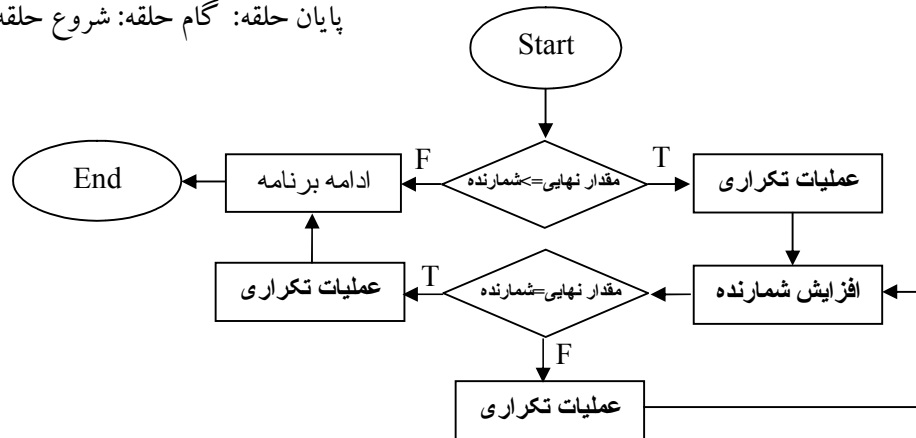 پایان حلقه: گام حلقه: شروع حلقه
Start
F
T
End
ادامه برنامه
مقدار نهایی=>شمارنده
عملیات تکراری
عملیات تکراری
T
مقدار نهایی=شمارنده
افزایش شمارنده
F
عملیات تکراری